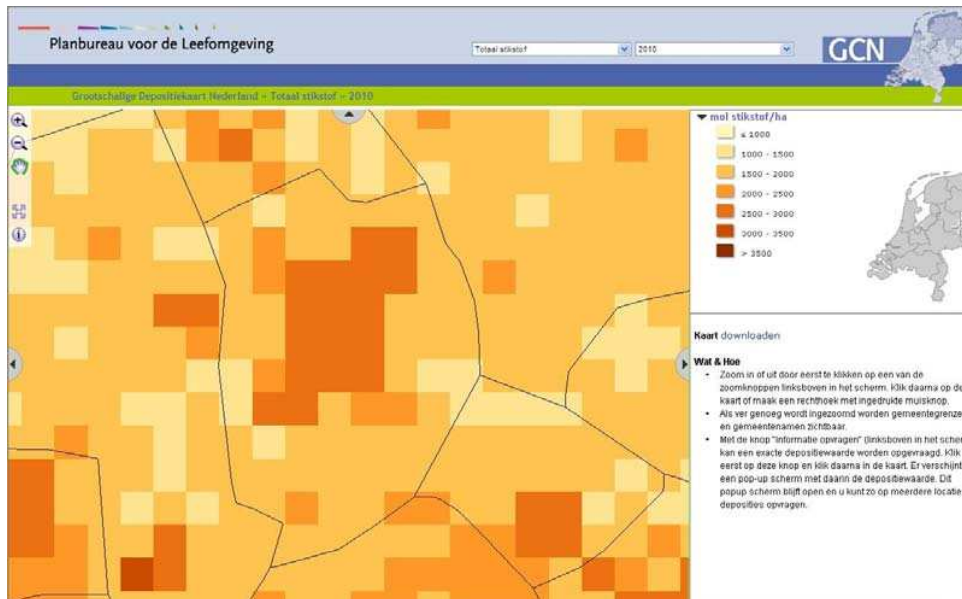 Planbureau voor de Leefomgeving
Totaal stikstof
2010
GCN
Grootschalige Depositiekaart Nederland - Totaal stikstof - 2010
mol stikstof/ha
≤ 1000
1000 - 1500
1500 - 2000
2000 - 2500
2500 - 3000
3000 - 3500
> 3500
Kaart downloaden
Wat & Hoe
• Zoom in of uit door eerst te klikken op een van de
zoomknoppen linksboven in het scherm. Klik daarna op de
kaart of maak een rechthoek met ingedrukte muisknop.
• Als ver genoeg wordt ingezoomd worden gemeentegrenze
en gemeentenamen zichtbaar.
• Met de knop "Informatie opvragen" (linksboven in het scher
kan een exacte depositiewaarde worden opgevraagd. Klik
eerst op deze knop en klik daarna in de kaart. Er verschijnt
een pop-up scherm met daarin de depositiewaarde. Dit
popup scherm blijft open en u kunt zo op meerdere locatie
deposities opvragen.